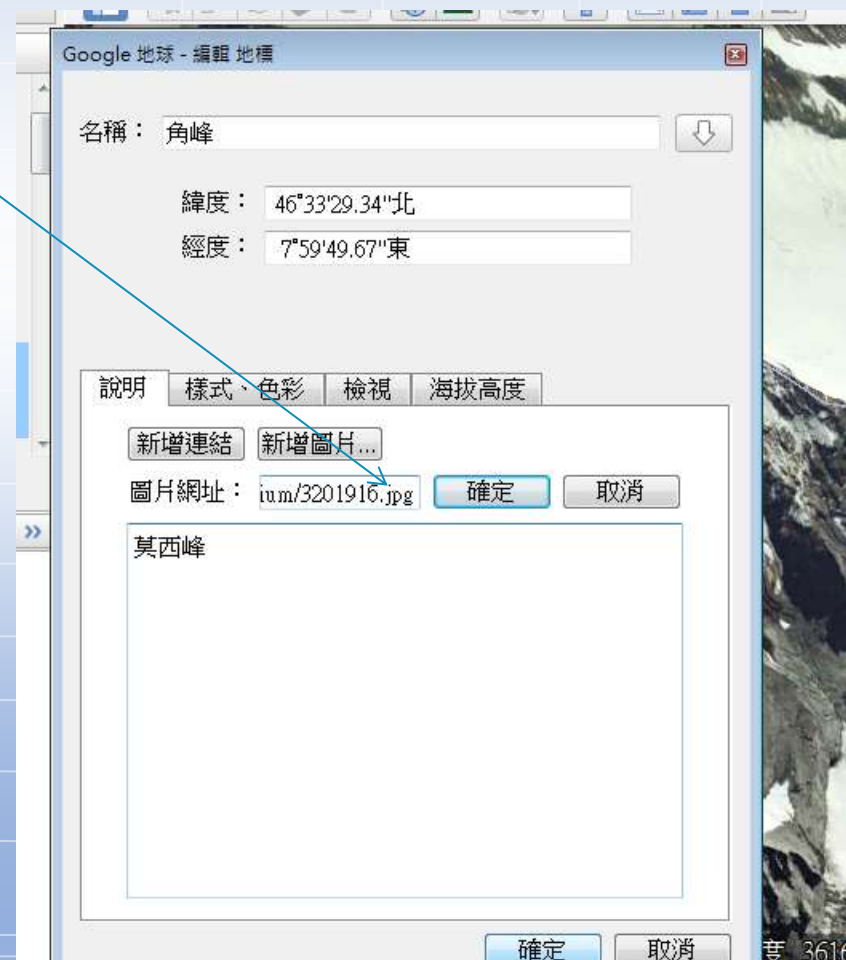 Google 地球 - 編輯 地標
名稱： 角峰
緯度： 46°33'29.34"北
經度： 7°59'49.67"東
說明 樣式、色彩 檢視 海拔高度
新增連結 新增圖片...
圖片網址： ium/3201916.jpg 確定 取消
莫西峰
確定 取消
度 3616